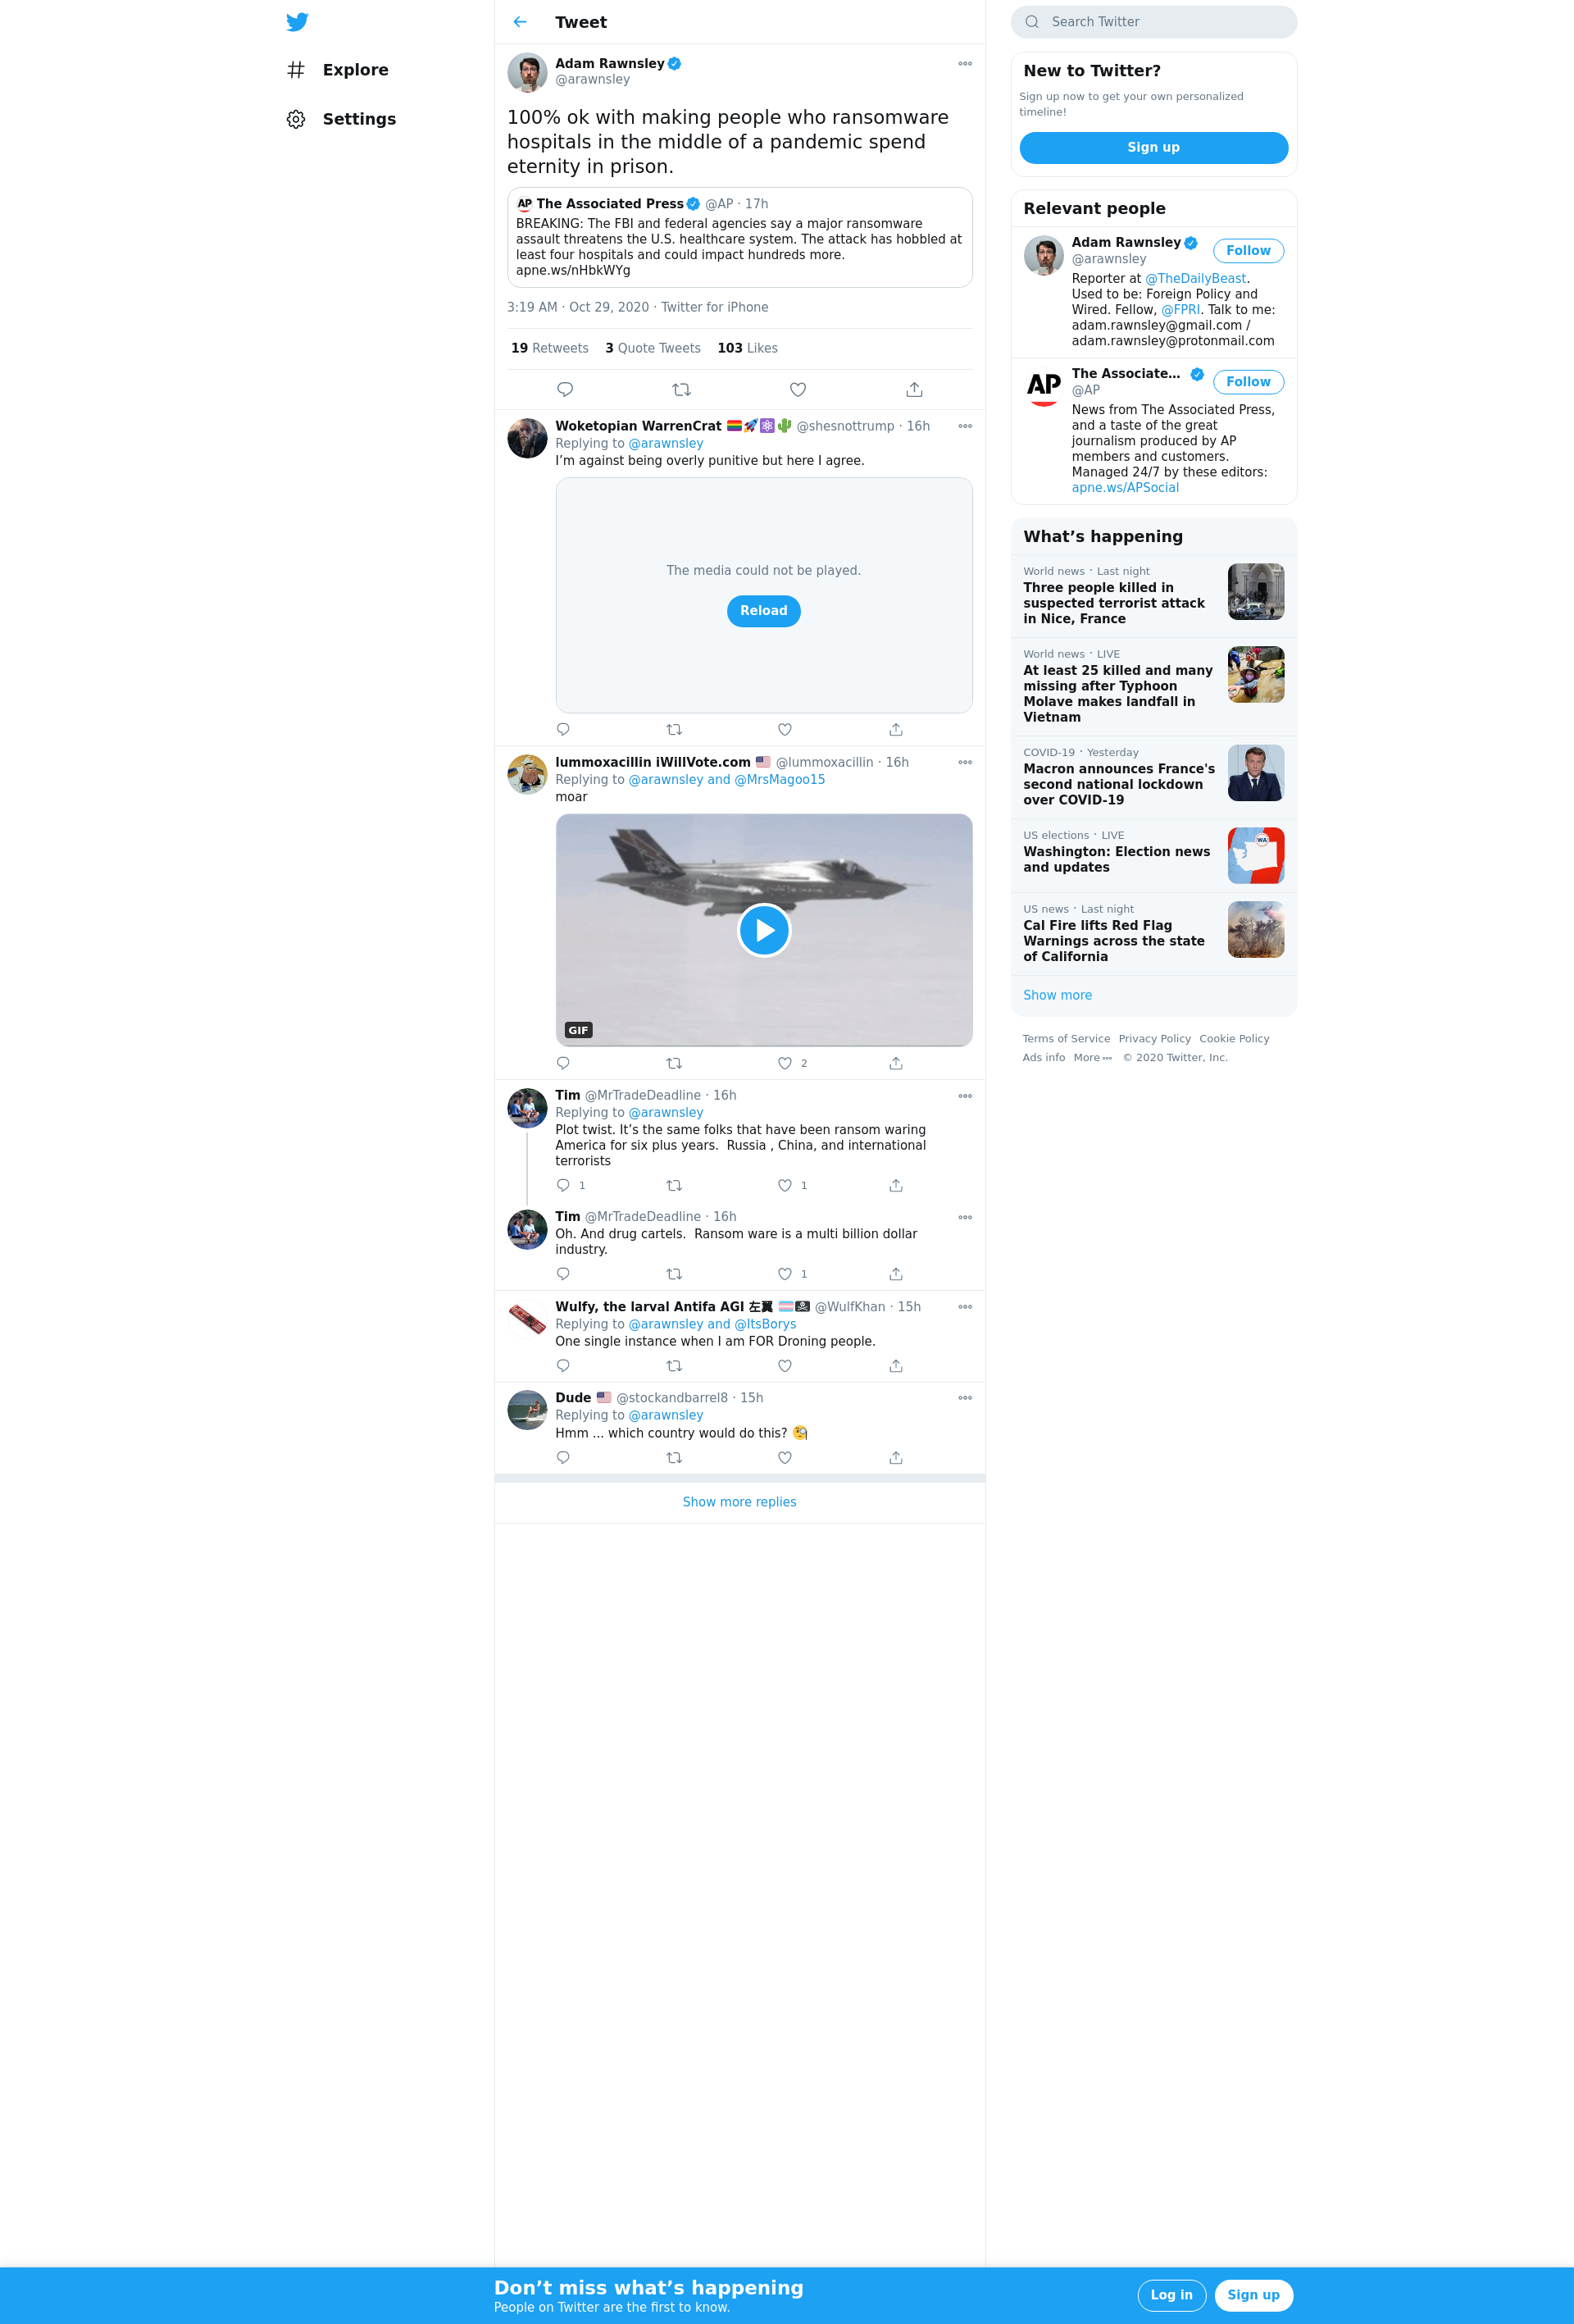 Explore
Settings
Tweet
Adam Rawnsley
@arawnsley
100% ok with making people who ransomware
hospitals in the middle of a pandemic spend
eternity in prison.
AP The Associated Press @AP · 17h
BREAKING: The FBI and federal agencies say a major ransomware
assault threatens the U.S. healthcare system. The attack has hobbled at
least four hospitals and could impact hundreds more.
apne.ws/nHbkWYg
3:19 AM · Oct 29, 2020 · Twitter for iPhone
19 Retweets 3 Quote Tweets 103 Likes
Woketopian WarrenCrat 🏳️‍🌈🚀⚛️🌵 @shesnottrump · 16h
Replying to @arawnsley
I’m against being overly punitive but here I agree.
The media could not be played.
Reload
lummoxacillin iWillVote.com 🇺🇸 @lummoxacillin · 16h
Replying to @arawnsley and @MrsMagoo15
moar
GIF
2
Tim @MrTradeDeadline · 16h
Replying to @arawnsley
Plot twist. It’s the same folks that have been ransom waring
America for six plus years.  Russia , China, and international
terrorists
1 1
Tim @MrTradeDeadline · 16h
Oh. And drug cartels.  Ransom ware is a multi billion dollar
industry.
1
Wulfy, the larval Antifa AGI 左翼 🏳️‍⚧️🏴‍☠️ @WulfKhan · 15h
Replying to @arawnsley and @ItsBorys
One single instance when I am FOR Droning people.
Dude 🇺🇸 @stockandbarrel8 · 15h
Replying to @arawnsley
Hmm ... which country would do this? 🧐
Show more replies
Search Twitter
New to Twitter?
Sign up now to get your own personalized
timeline!
Sign up
Relevant people
Adam Rawnsley
@arawnsley
Follow
Reporter at @TheDailyBeast.
Used to be: Foreign Policy and
Wired. Fellow, @FPRI. Talk to me:
adam.rawnsley@gmail.com /
adam.rawnsley@protonmail.com
AP
The Associate...
@AP
Follow
News from The Associated Press,
and a taste of the great
journalism produced by AP
members and customers.
Managed 24/7 by these editors:
apne.ws/APSocial
What’s happening
World news · Last night
Three people killed in
suspected terrorist attack
in Nice, France
World news · LIVE
At least 25 killed and many
missing after Typhoon
Molave makes landfall in
Vietnam
COVID-19 · Yesterday
Macron announces France's
second national lockdown
over COVID-19
US elections · LIVE
Washington: Election news
and updates
WA
US news · Last night
Cal Fire lifts Red Flag
Warnings across the state
of California
Show more
Terms of Service Privacy Policy Cookie Policy
Ads info More © 2020 Twitter, Inc.
Don’t miss what’s happening
People on Twitter are the first to know.
Log in
Sign up